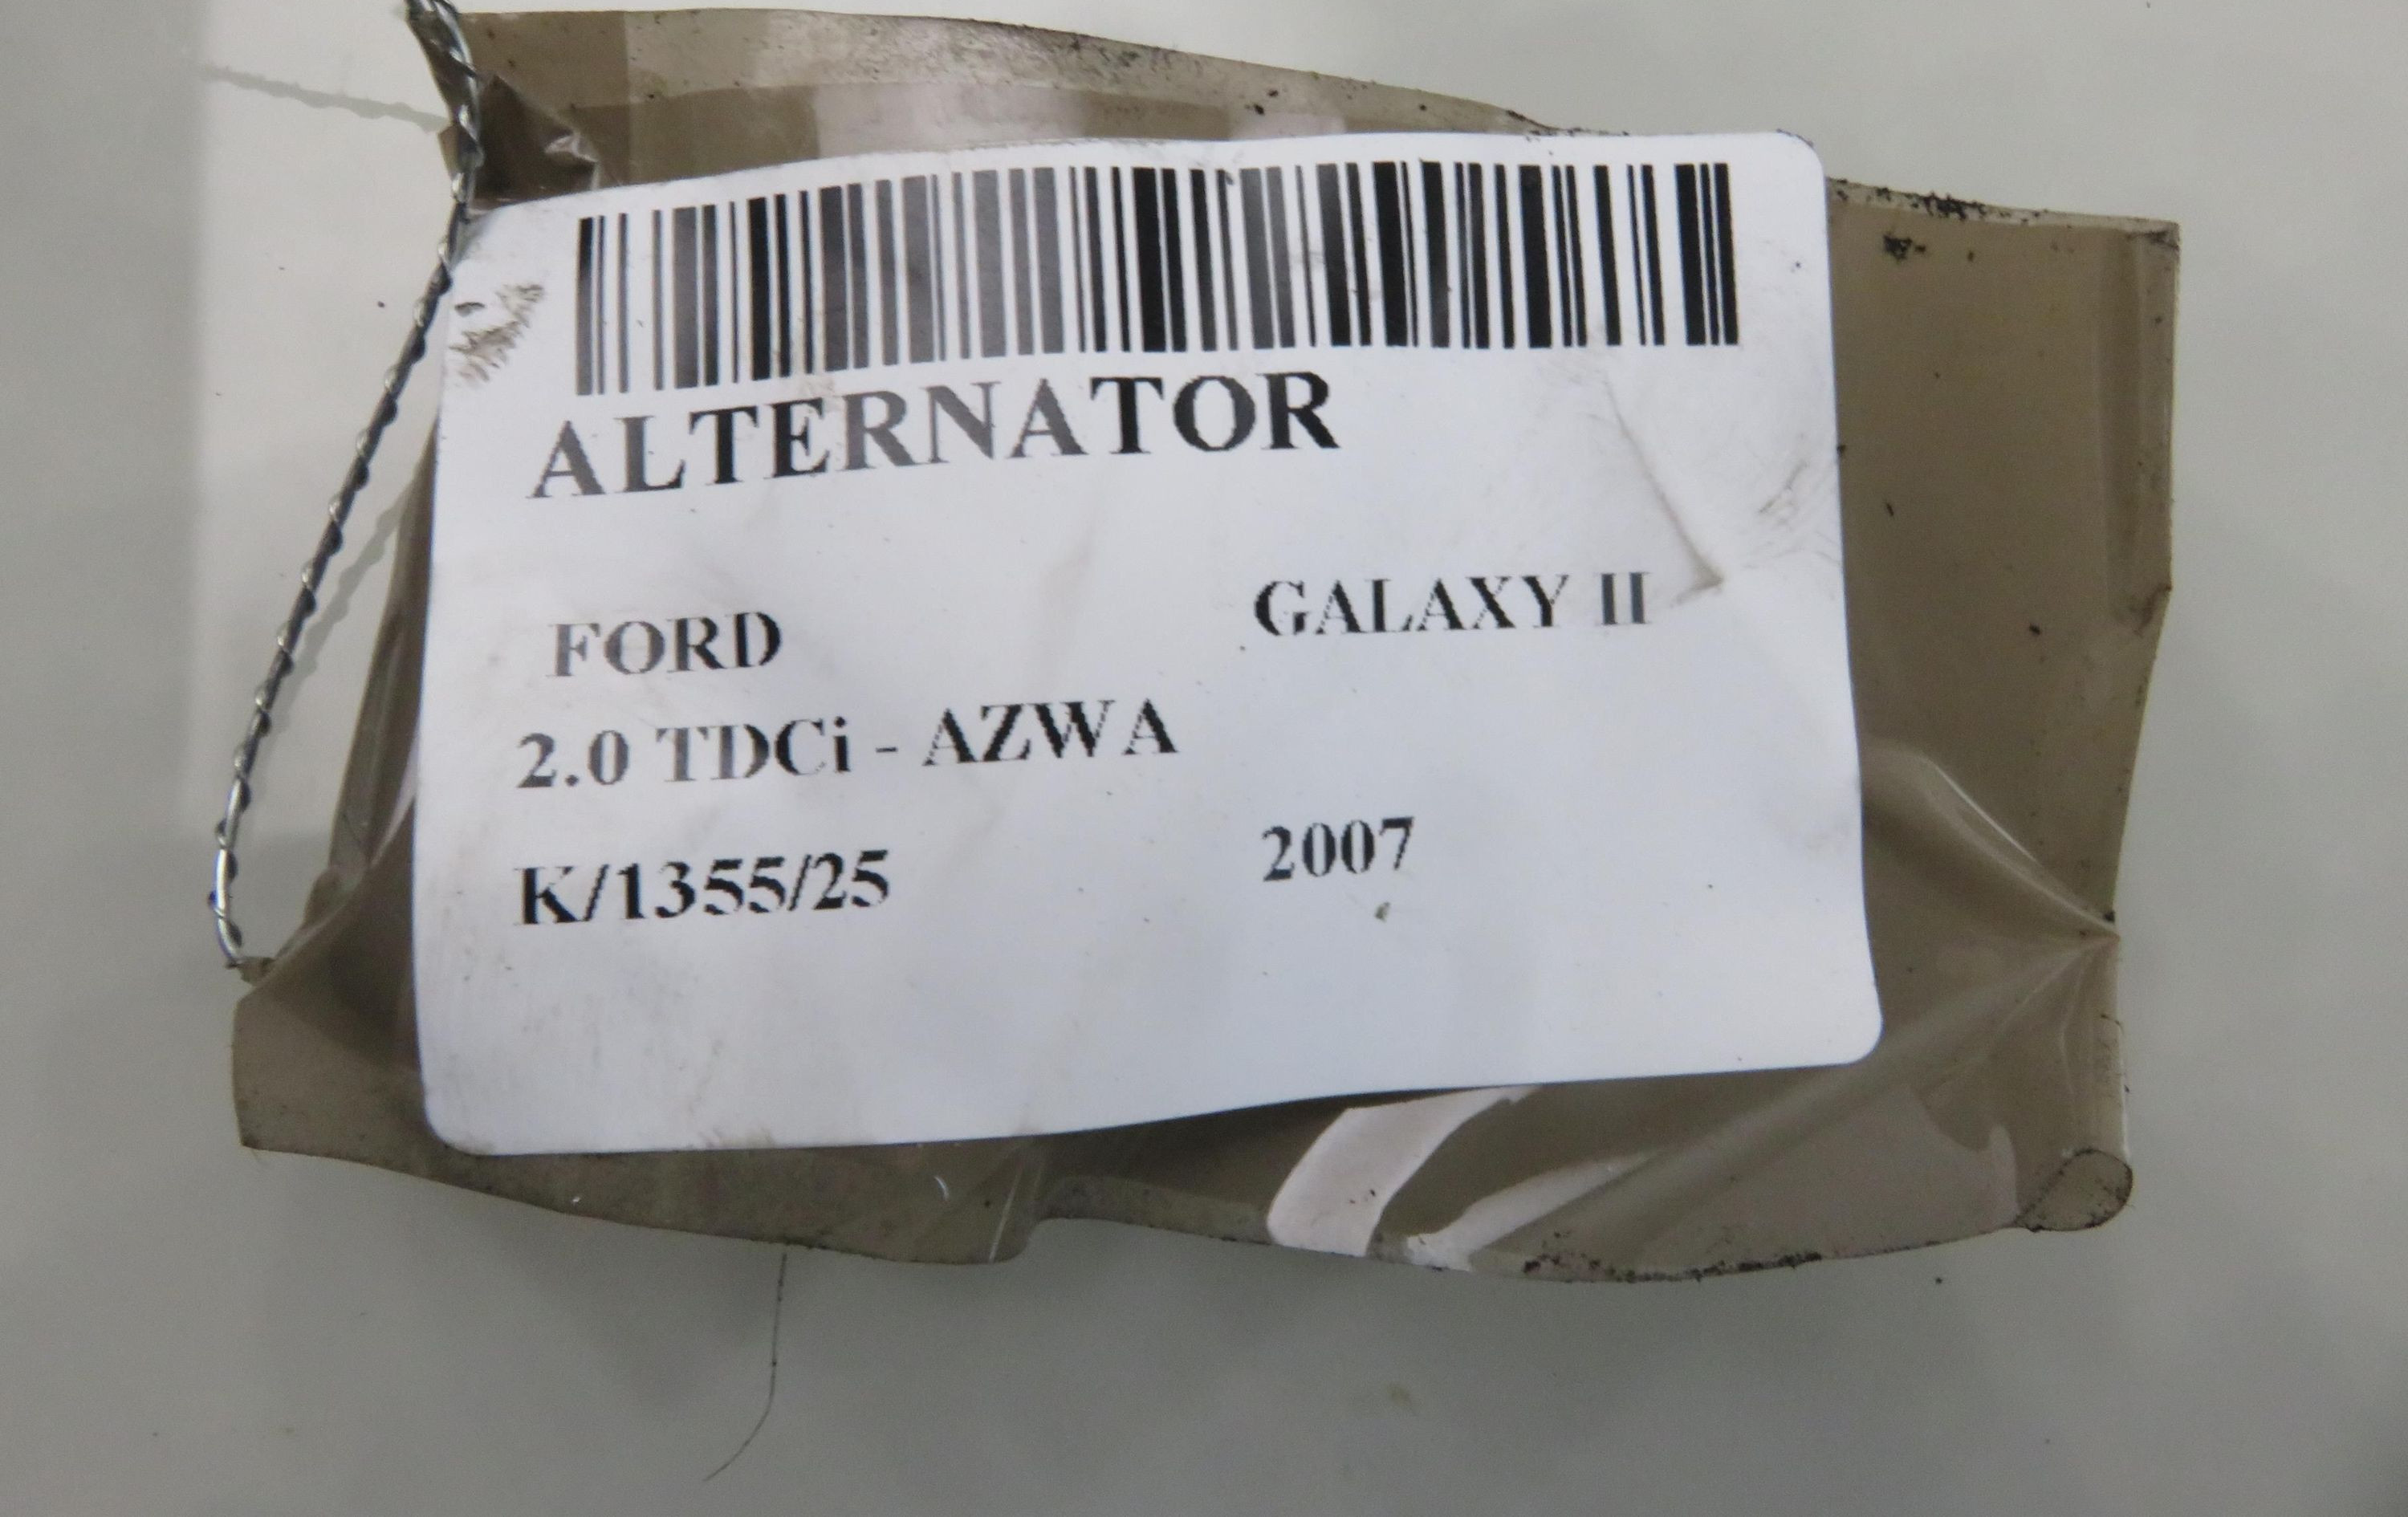 ALTERNATOR
FORD GALAXY II
2.0 TDCi - AZWA
K/1355/25 2007